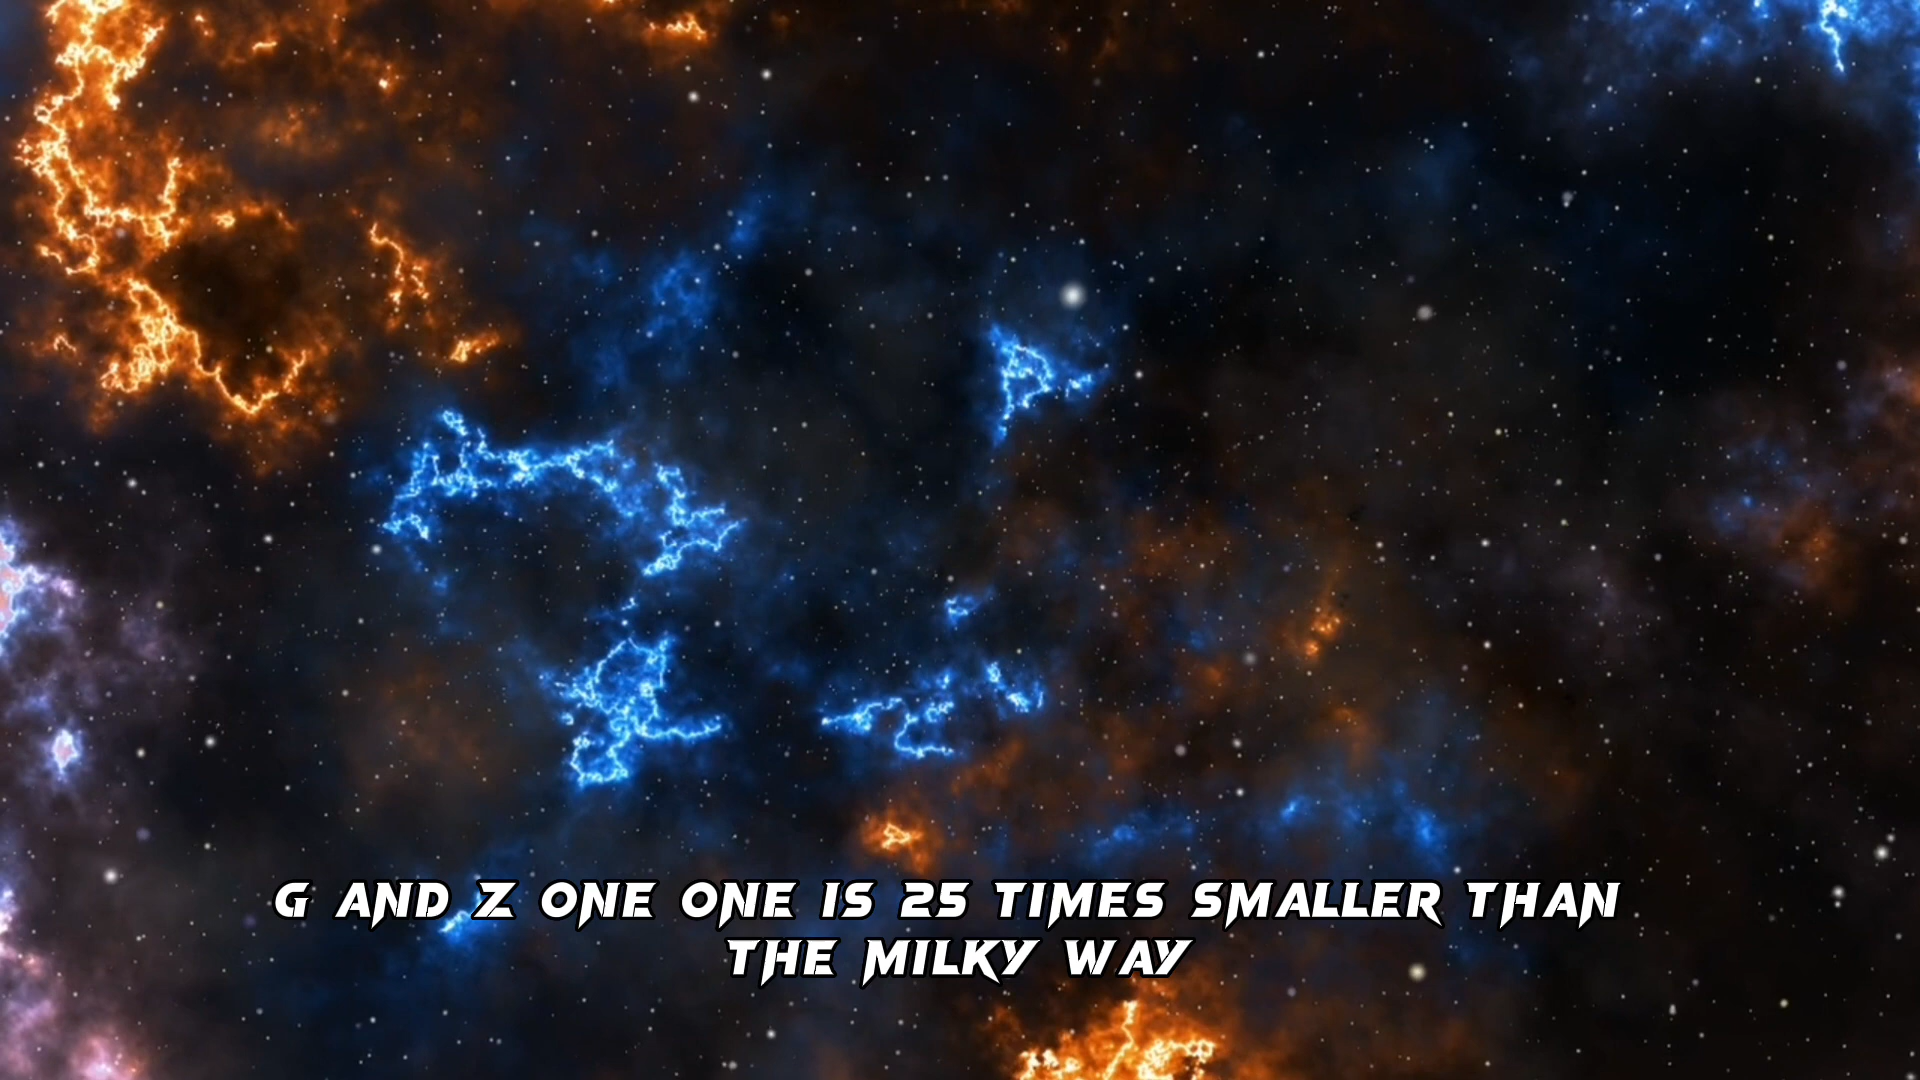 G AND Z ONE ONE IS 25 TIMES SMALLER THAN
THE MILKY WAY